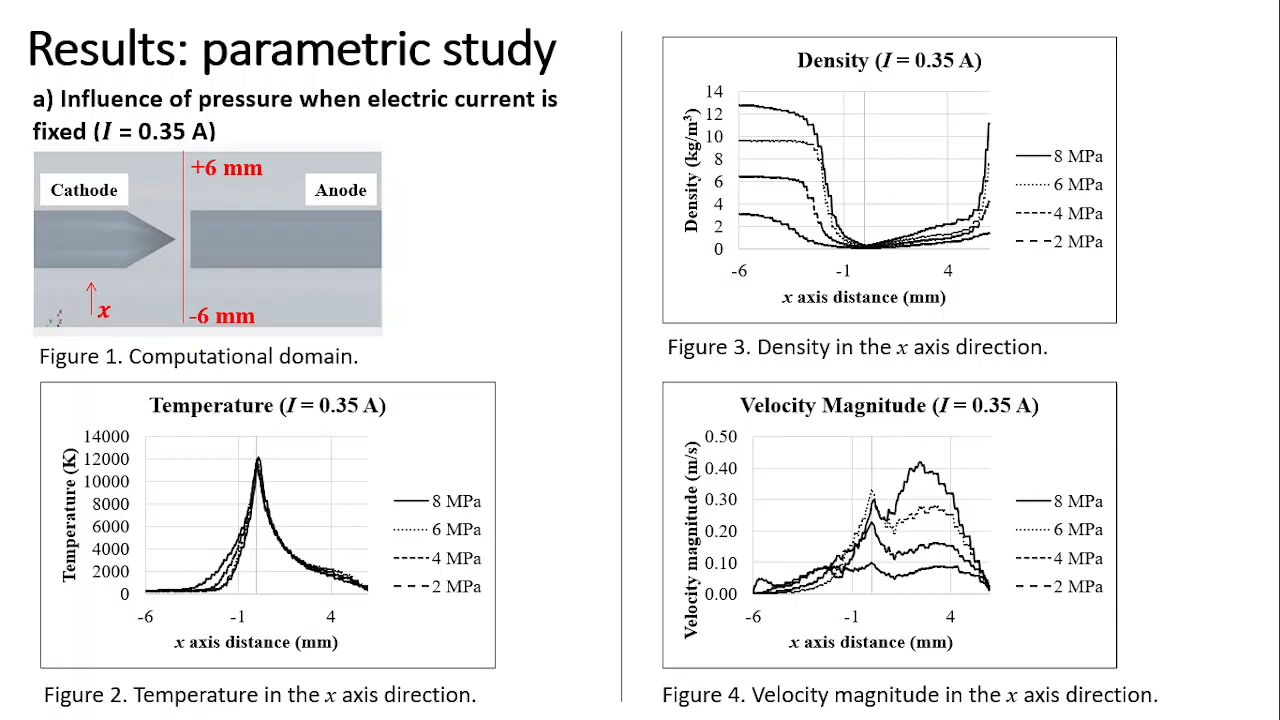 Results: parametric study
a) Influence of pressure when electric current is
fixed (I = 0.35 A)
+6 mm
Cathode
Anode
x
-6 mm
Figure 1. Computational domain.
Temperature (I = 0.35 A)
Temperature (K)
14000
12000
10000
8000
6000
4000
2000
0
-6 -1 4
x axis distance (mm)
8 MPa
6 MPa
4 MPa
2 MPa
Figure 2. Temperature in the x axis direction.
Density (I = 0.35 A)
Density (kg/m³)
14
12
10
8
6
4
2
0
-6 -1 4
x axis distance (mm)
8 MPa
6 MPa
4 MPa
2 MPa
Figure 3. Density in the x axis direction.
Velocity Magnitude (I = 0.35 A)
Velocity magnitude (m/s)
0.50
0.40
0.30
0.20
0.10
0.00
-6 -1 4
x axis distance (mm)
8 MPa
6 MPa
4 MPa
2 MPa
Figure 4. Velocity magnitude in the x axis direction.